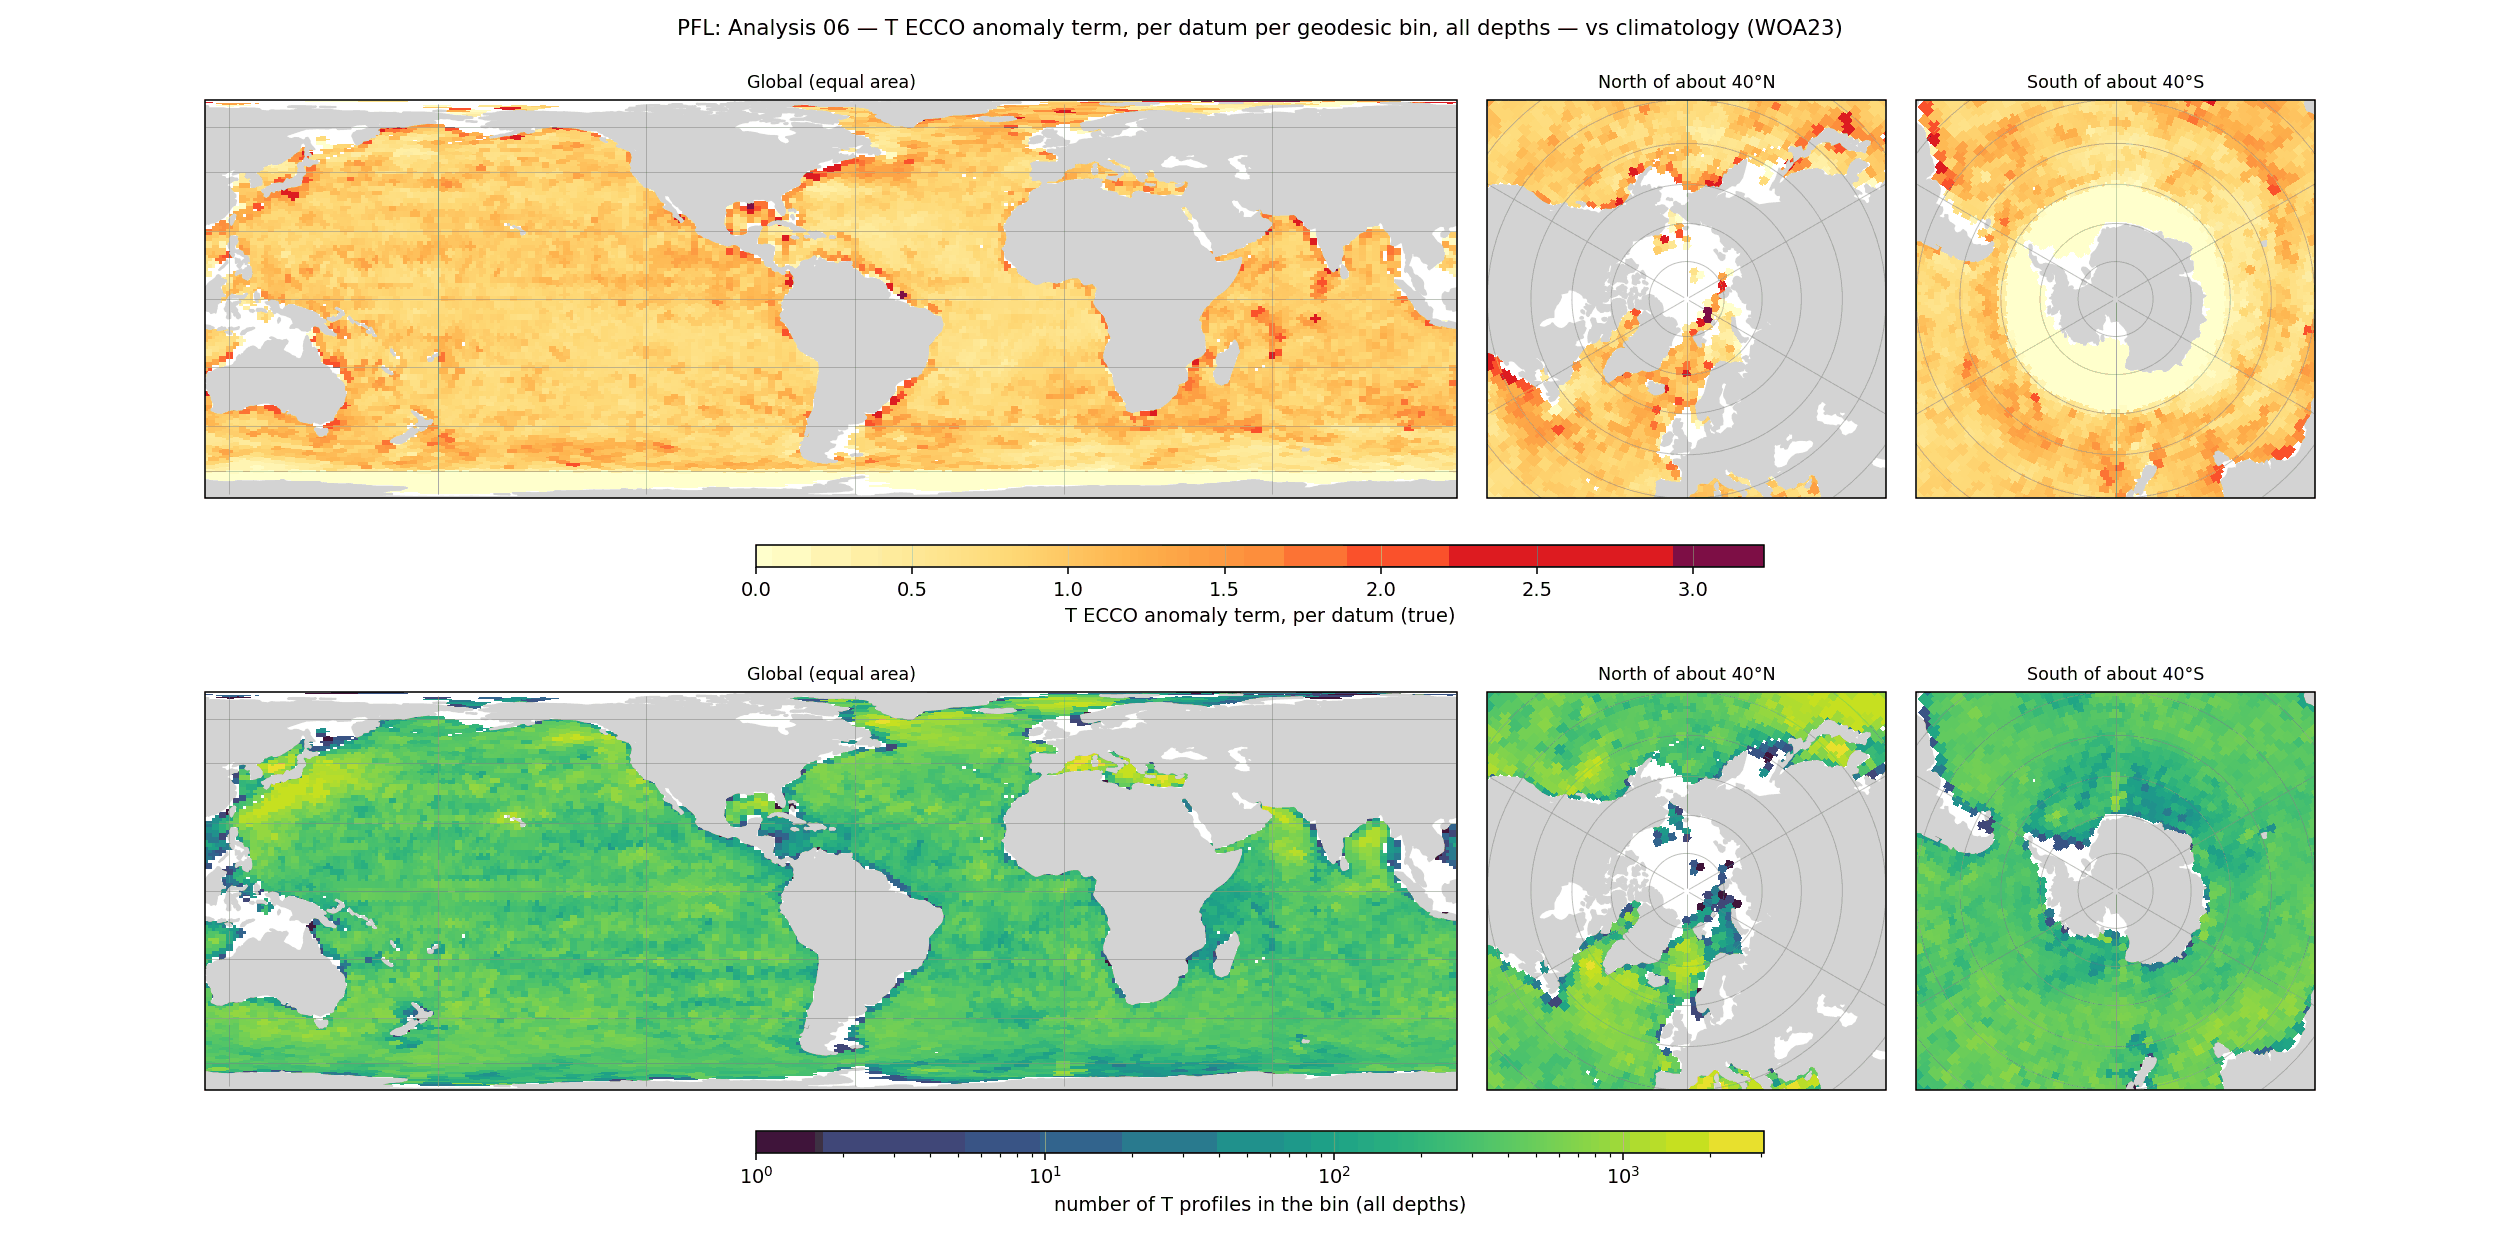 PFL: Analysis 06 — T ECCO anomaly term, per datum per geodesic bin, all depths — vs climatology (WOA23)
Global (equal area)
North of about 40°N
South of about 40°S
0.0 0.5 1.0 1.5 2.0 2.5 3.0
T ECCO anomaly term, per datum (true)
Global (equal area)
North of about 40°N
South of about 40°S
10⁰ 10¹ 10² 10³
number of T profiles in the bin (all depths)